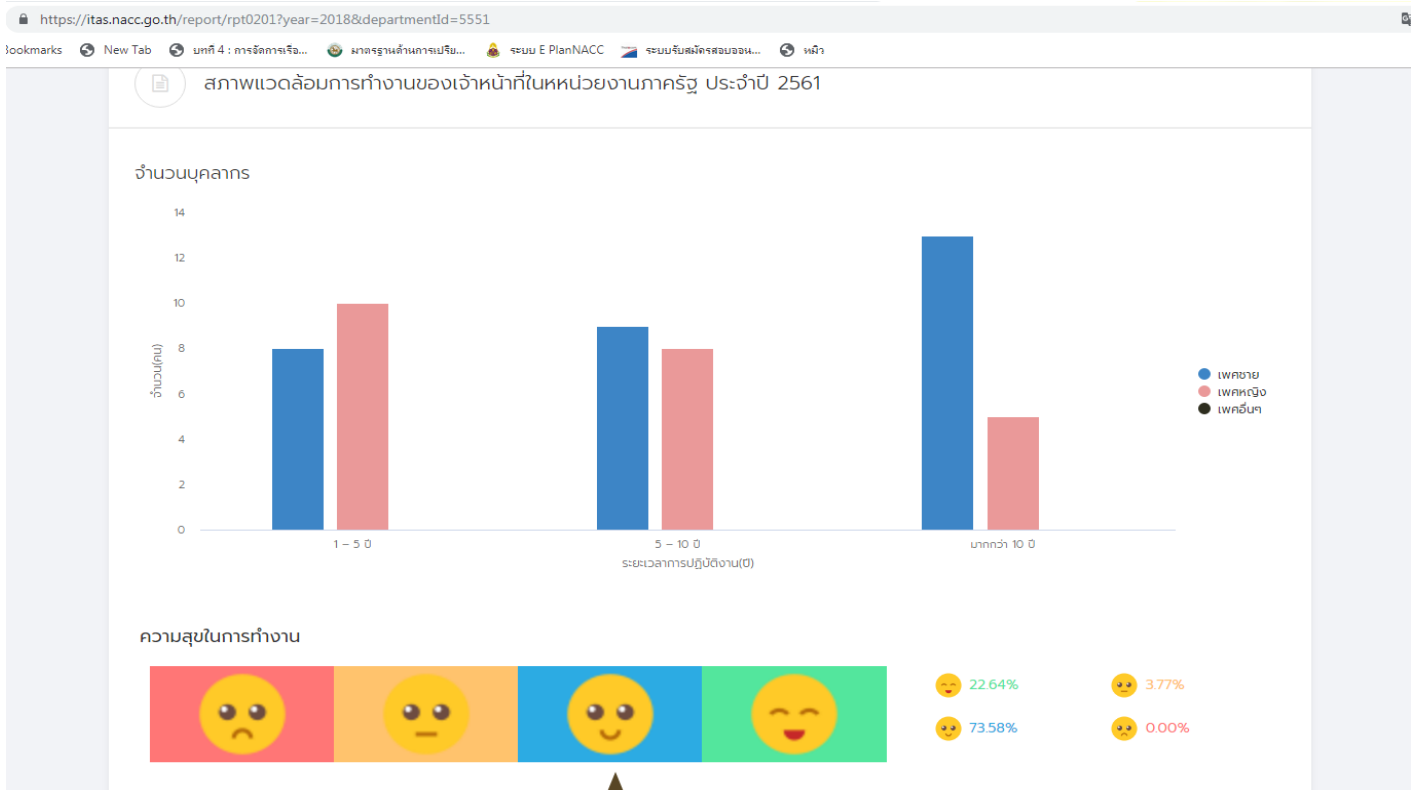 https://itas.nacc.go.th/report/rpt0201?year=2018&departmentId=5551
Bookmarks New Tab บทที่ 4 : การจัดการเรือ... มาตรฐานด้านการเปรีย... ระบบ E PlanNACC ระบบรับสมัครสอบออน... หมิว
สภาพแวดล้อมการทำงานของเจ้าหน้าที่ในหหน่วยงานภาครัฐ ประจำปี 2561
จำนวนบุคลากร
14
12
10
8
6
4
2
0
จำนวน(คน)
1 – 5 ปี
5 – 10 ปี
มากกว่า 10 ปี
ระยะเวลาการปฏิบัติงาน(ปี)
เพศชาย
เพศหญิง
เพศอื่นๆ
ความสุขในการทำงาน
22.64% 3.77%
73.58% 0.00%